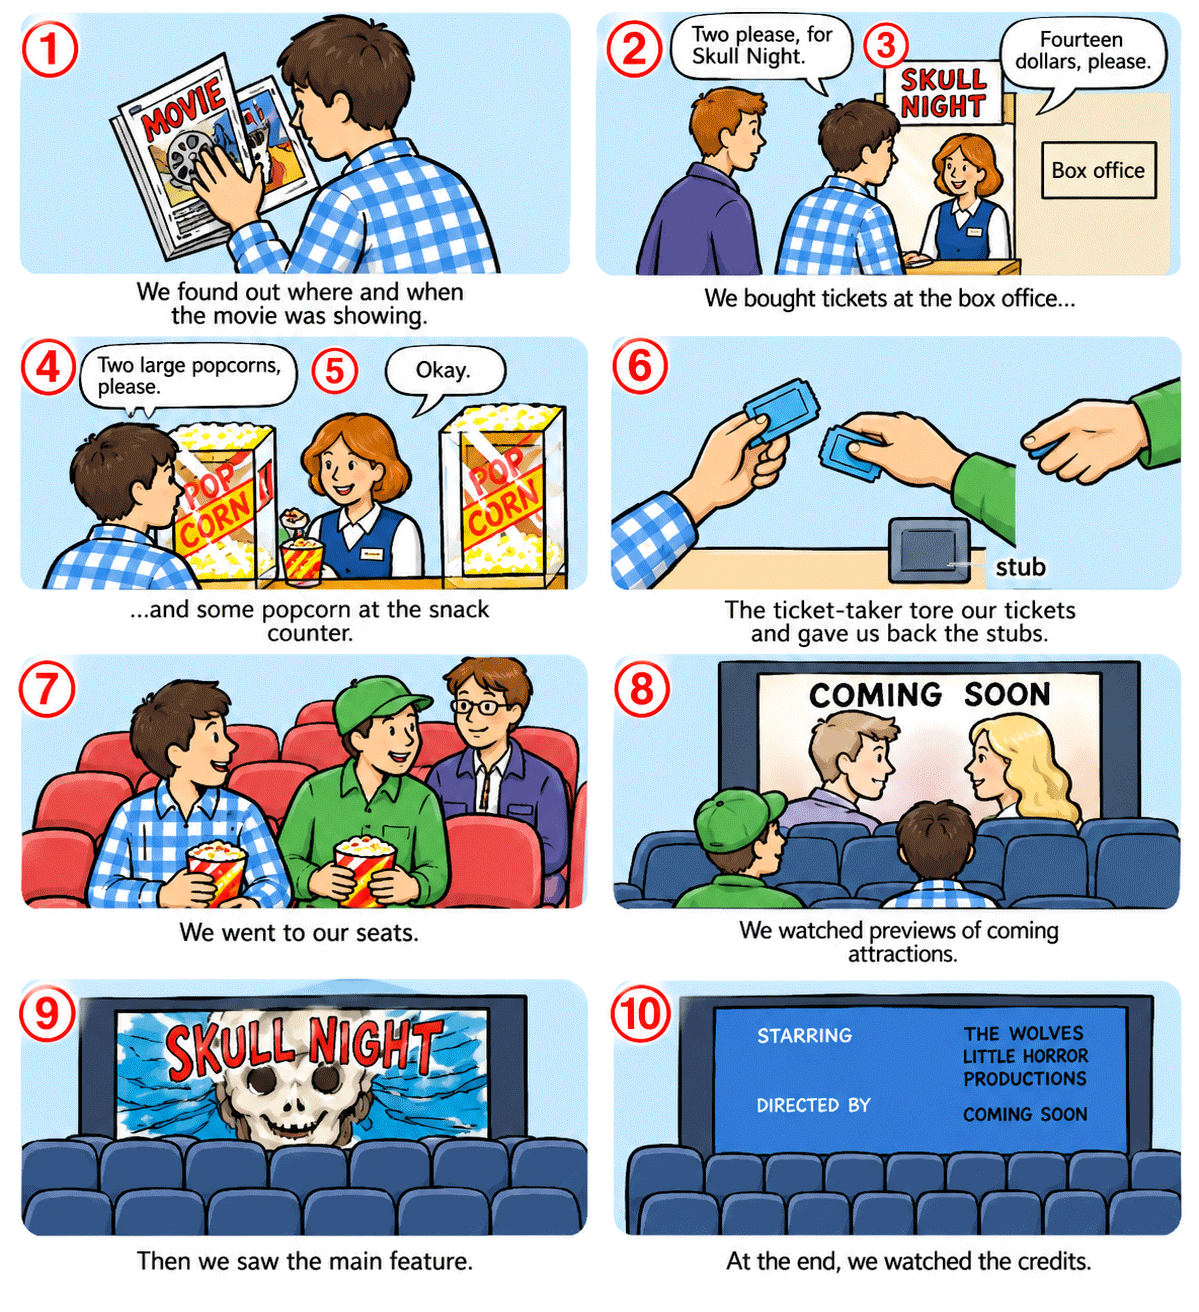 1
MOVIE
We found out where and when
the movie was showing.
2
Two please, for
Skull Night.
3
Fourteen
dollars, please.
SKULL
NIGHT
Box office
We bought tickets at the box office...
4
Two large popcorns,
please.
5
Okay.
POP
CORN
POP
CORN
...and some popcorn at the snack
counter.
6
stub
The ticket-taker tore our tickets
and gave us back the stubs.
7
We went to our seats.
8
COMING SOON
We watched previews of coming
attractions.
9
SKULL NIGHT
Then we saw the main feature.
10
STARRING
THE WOLVES
LITTLE HORROR
PRODUCTIONS
DIRECTED BY
COMING SOON
At the end, we watched the credits.